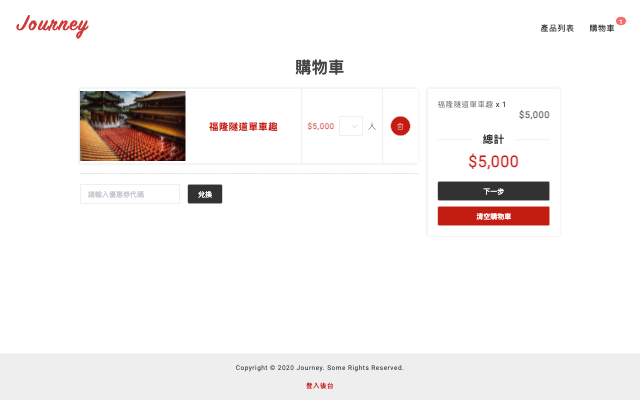 Journey
產品列表
購物車
1
購物車
福隆隧道單車趣
$5,000
人
福隆隧道單車趣 x 1
$5,000
總計
$5,000
下一步
清空購物車
請輸入優惠券代碼
兌換
Copyright © 2020 Journey. Some Rights Reserved.
登入後台